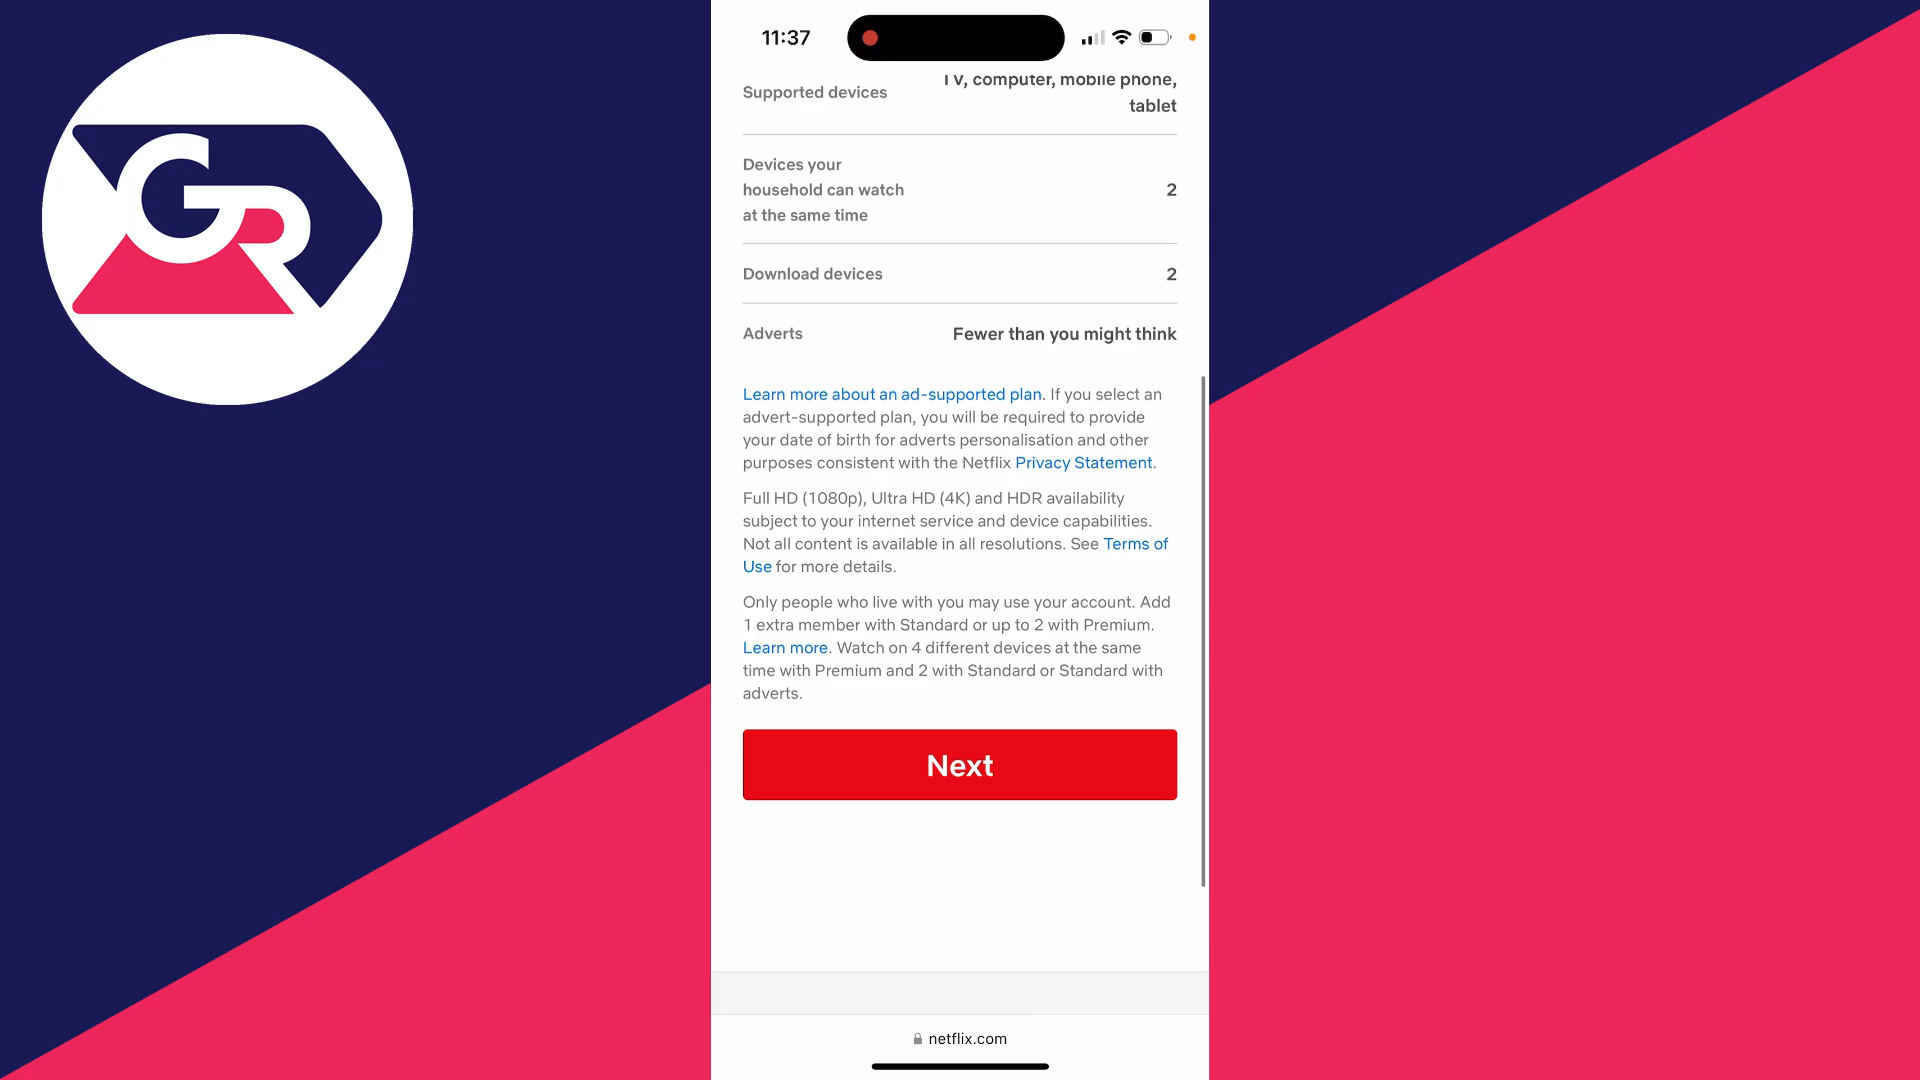 GR
11:37
TV, computer, mobile phone,
Supported devices
tablet
Devices your
household can watch
at the same time
2
Download devices
2
Adverts
Fewer than you might think
Learn more about an ad-supported plan. If you select an
advert-supported plan, you will be required to provide
your date of birth for adverts personalisation and other
purposes consistent with the Netflix Privacy Statement.
Full HD (1080p), Ultra HD (4K) and HDR availability
subject to your internet service and device capabilities.
Not all content is available in all resolutions. See Terms of
Use for more details.
Only people who live with you may use your account. Add
1 extra member with Standard or up to 2 with Premium.
Learn more. Watch on 4 different devices at the same
time with Premium and 2 with Standard or Standard with
adverts.
Next
netflix.com